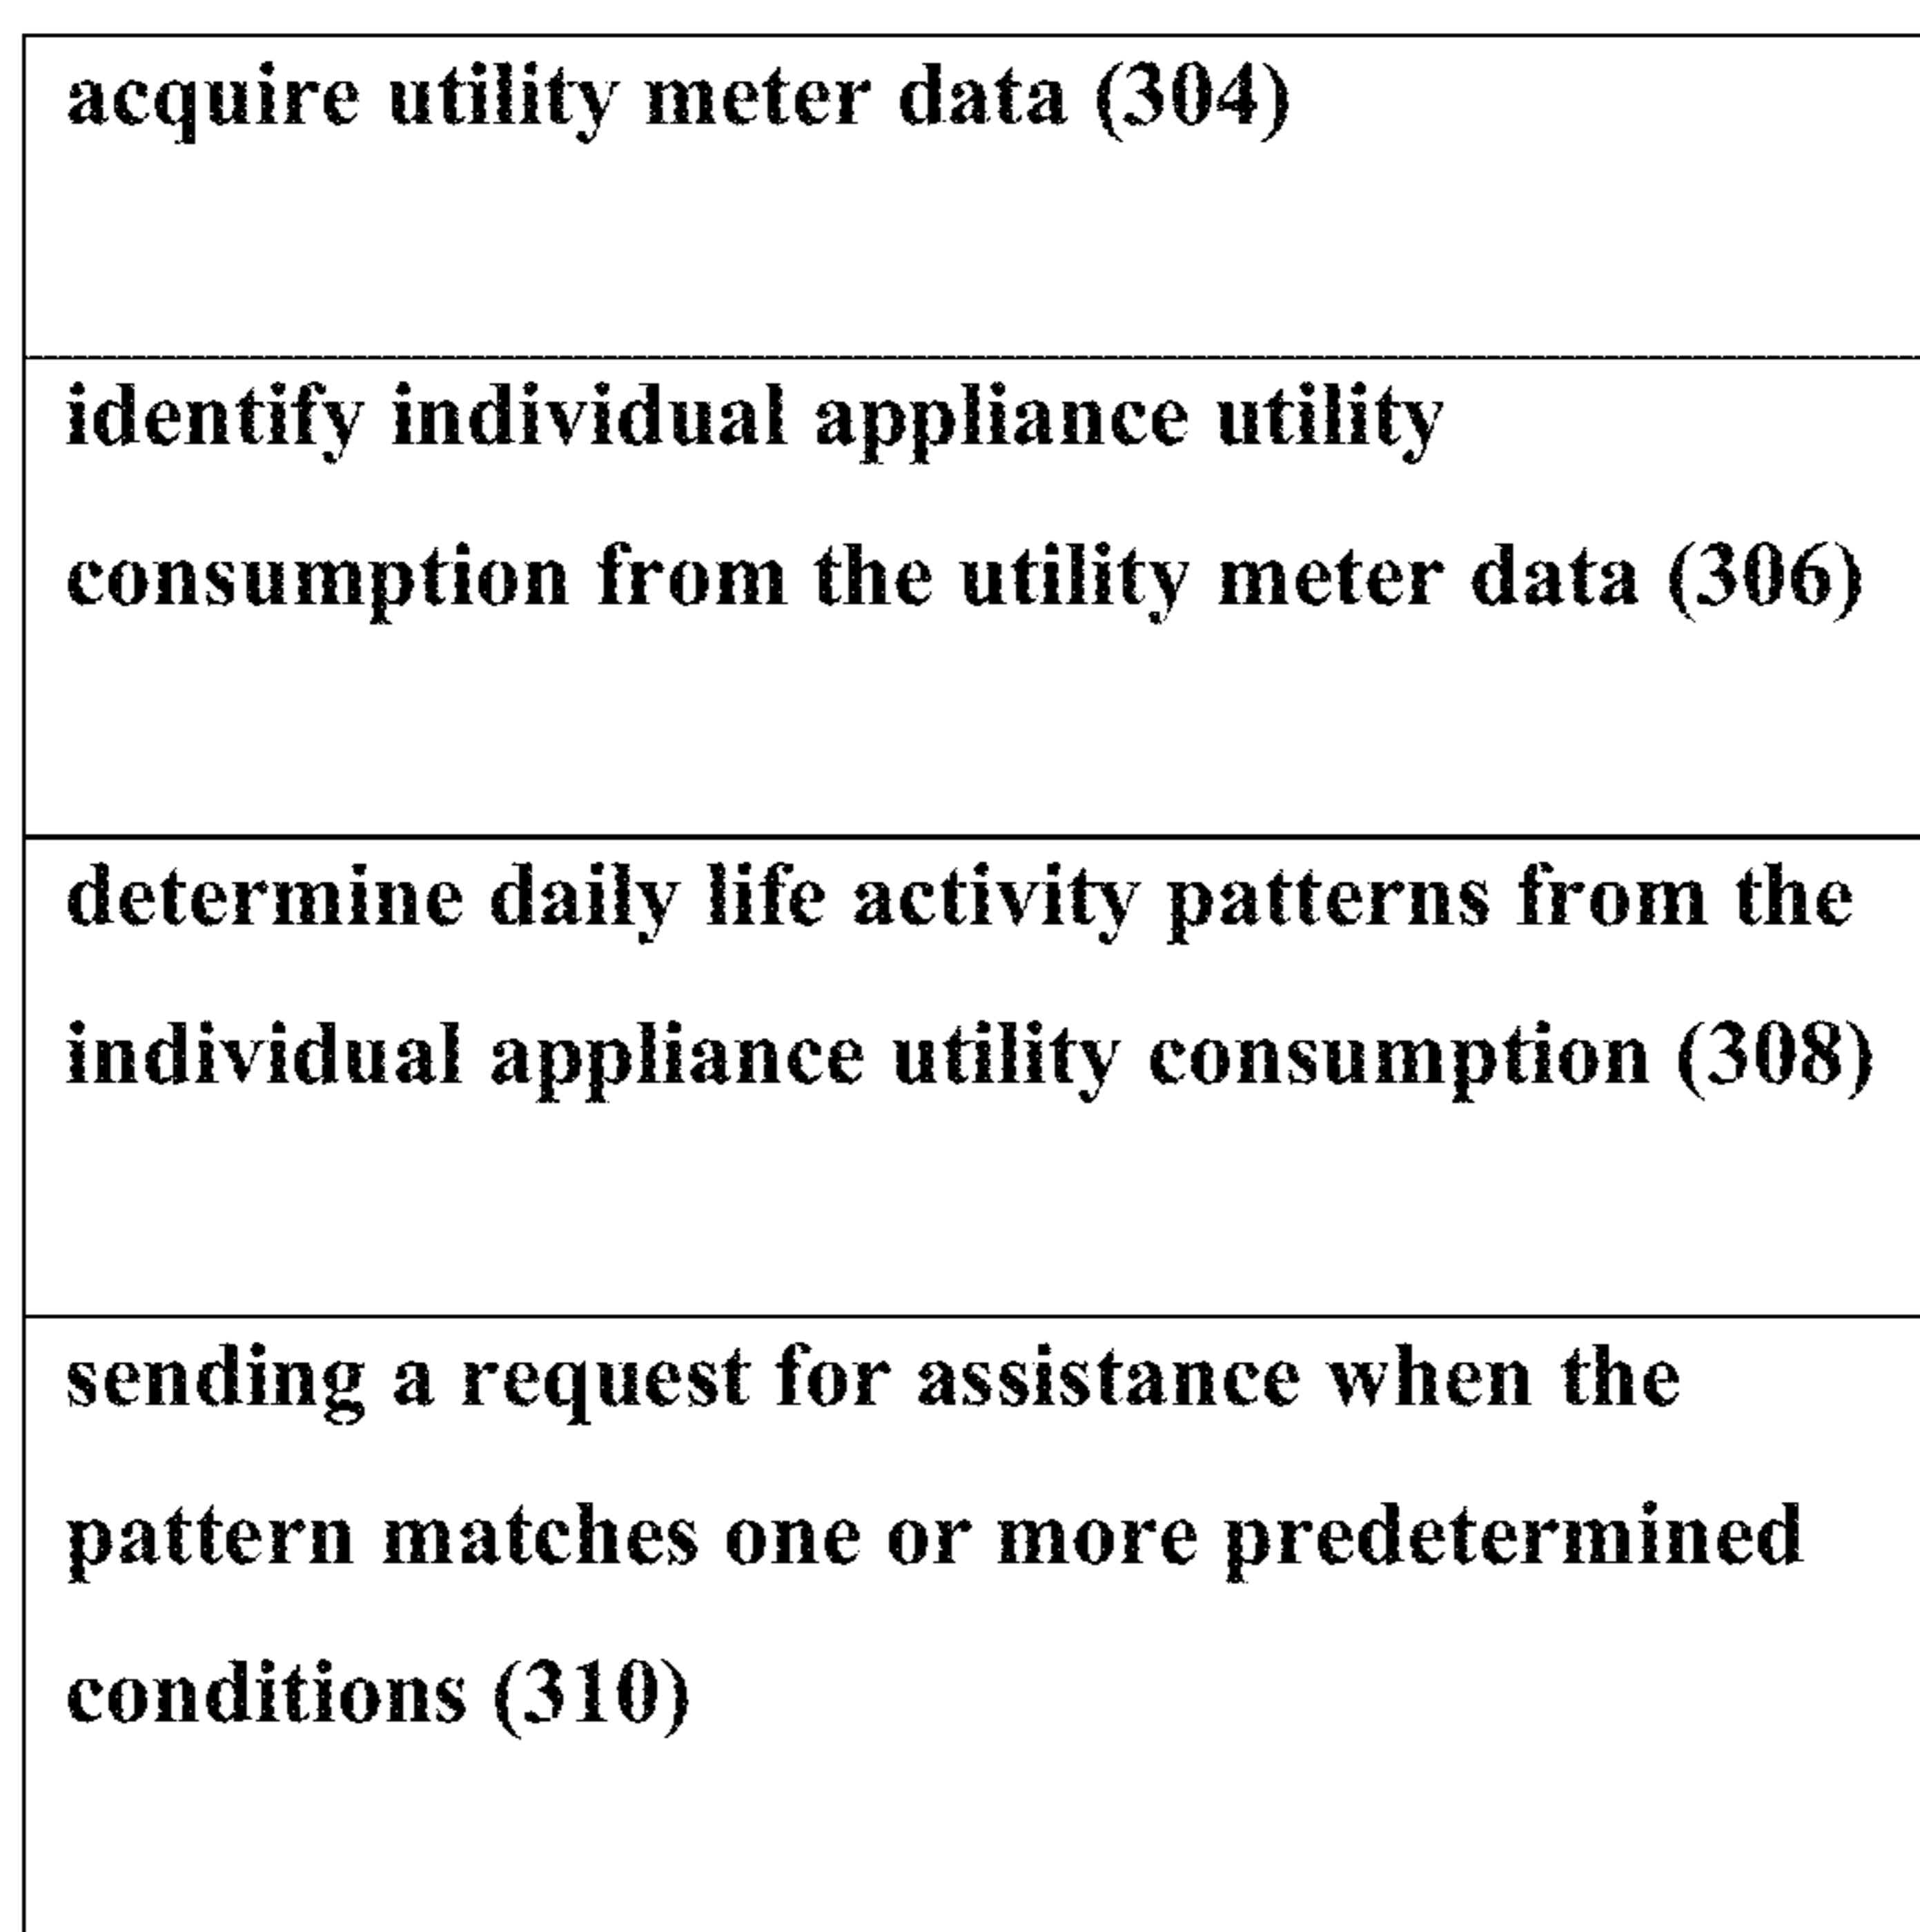 acquire utility meter data (304)
identify individual appliance utility
consumption from the utility meter data (306)
determine daily life activity patterns from the
individual appliance utility consumption (308)
sending a request for assistance when the
pattern matches one or more predetermined
conditions (310)